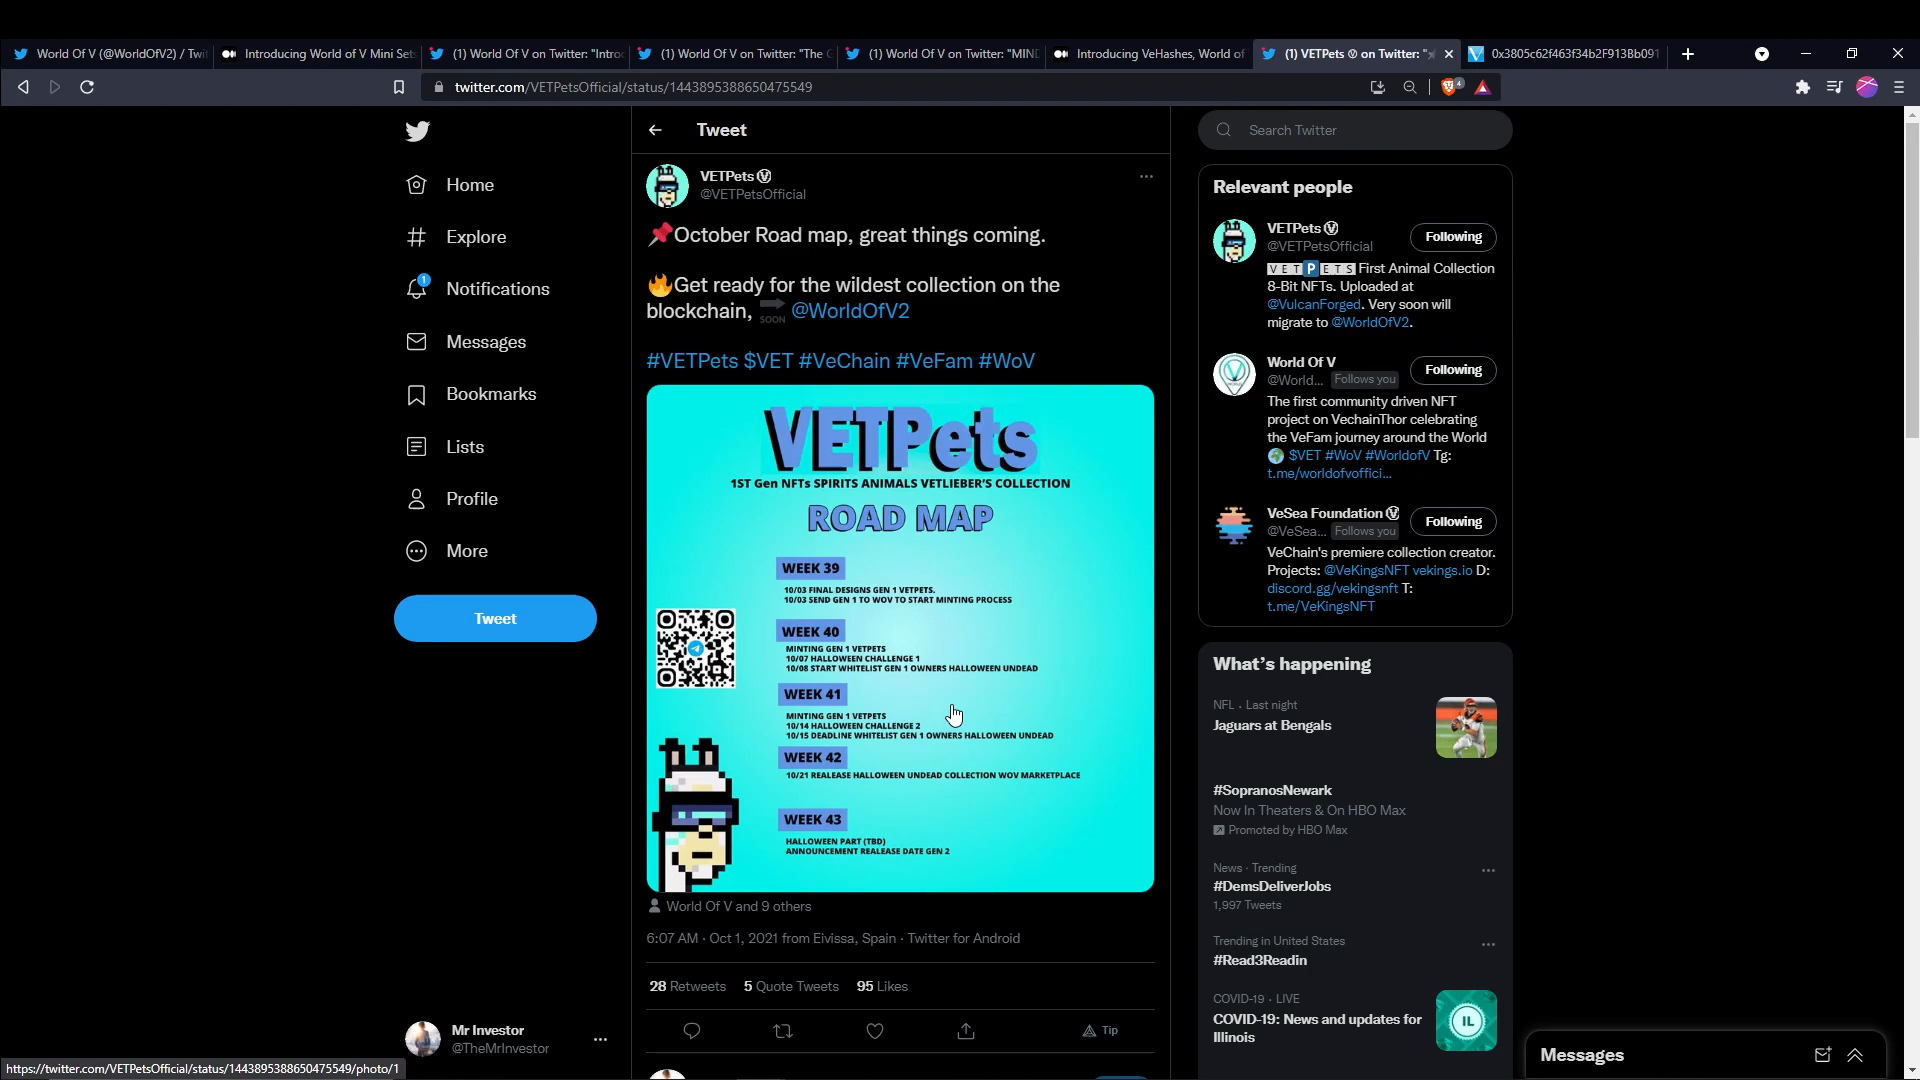 World Of V (@WorldOfV2) / Twi
Introducing World of V Mini Sets
(1) World Of V on Twitter: "Introd
(1) World Of V on Twitter: "The G
(1) World Of V on Twitter: "MIND
Introducing VeHashes, World of
(1) VETPets Ⓥ on Twitter: "📌
0x3805c62f463f34b2F913Bb091
twitter.com/VETPetsOfficial/status/1443895388650475549
4
Home
Explore
1
Notifications
Messages
Bookmarks
Lists
Profile
More
Tweet
Mr Investor
@TheMrInvestor
https://twitter.com/VETPetsOfficial/status/1443895388650475549/photo/1
Tweet
VETPets Ⓥ
@VETPetsOfficial
📌October Road map, great things coming.
🔥Get ready for the wildest collection on the
blockchain, 🔜 @WorldOfV2
#VETPets $VET #VeChain #VeFam #WoV
VETPets
1ST Gen NFTs SPIRITS ANIMALS VETLIEBER'S COLLECTION
ROAD MAP
WEEK 39
10/03 FINAL DESIGNS GEN 1 VETPETS.
10/03 SEND GEN 1 TO WOV TO START MINTING PROCESS
WEEK 40
MINTING GEN 1 VETPETS
10/07 HALLOWEEN CHALLENGE 1
10/08 START WHITELIST GEN 1 OWNERS HALLOWEEN UNDEAD
WEEK 41
MINTING GEN 1 VETPETS
10/14 HALLOWEEN CHALLENGE 2
10/15 DEADLINE WHITELIST GEN 1 OWNERS HALLOWEEN UNDEAD
WEEK 42
10/21 REALEASE HALLOWEEN UNDEAD COLLECTION WOV MARKETPLACE
WEEK 43
HALLOWEEN PART (TBD)
ANNOUNCEMENT REALEASE DATE GEN 2
World Of V and 9 others
6:07 AM · Oct 1, 2021 from Eivissa, Spain · Twitter for Android
28 Retweets 5 Quote Tweets 95 Likes
Tip
Search Twitter
Relevant people
VETPets Ⓥ
@VETPetsOfficial
Following
VET🅿ETS First Animal Collection
8-Bit NFTs. Uploaded at
@VulcanForged. Very soon will
migrate to @WorldOfV2.
World Of V
@World... Follows you
Following
The first community driven NFT
project on VechainThor celebrating
the VeFam journey around the World
🌍 $VET #WoV #WorldofV Tg:
t.me/worldofvoffici...
VeSea Foundation Ⓥ
@VeSea... Follows you
Following
VeChain's premiere collection creator.
Projects: @VeKingsNFT vekings.io D:
discord.gg/vekingsnft T:
t.me/VeKingsNFT
What's happening
NFL · Last night
Jaguars at Bengals
#SopranosNewark
Now In Theaters & On HBO Max
Promoted by HBO Max
News · Trending
#DemsDeliverJobs
1,997 Tweets
Trending in United States
#Read3Readin
COVID-19 · LIVE
COVID-19: News and updates for
Illinois
IL
Messages